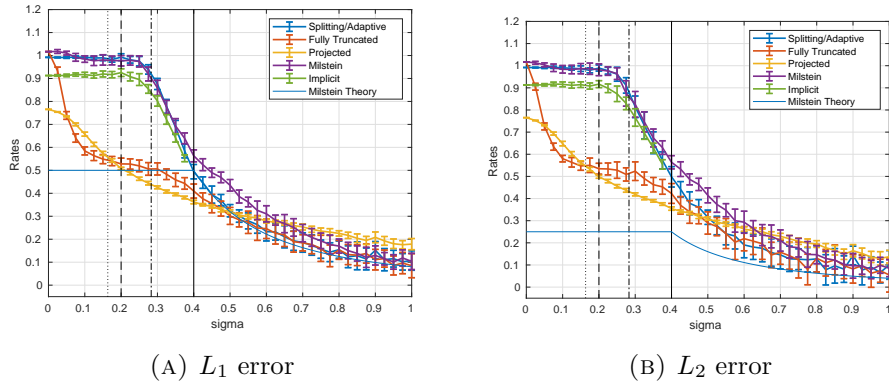 1.2
1.1
1
0.9
0.8
0.7
0.6
0.5
0.4
0.3
0.2
0.1
0
Rates
Splitting/Adaptive
Fully Truncated
Projected
Milstein
Implicit
Milstein Theory
0 0.1 0.2 0.3 0.4 0.5 0.6 0.7 0.8 0.9 1
sigma
(A) L1 error
1.2
1.1
1
0.9
0.8
0.7
0.6
0.5
0.4
0.3
0.2
0.1
0
Rates
Splitting/Adaptive
Fully Truncated
Projected
Milstein
Implicit
Milstein Theory
0 0.1 0.2 0.3 0.4 0.5 0.6 0.7 0.8 0.9 1
sigma
(B) L2 error